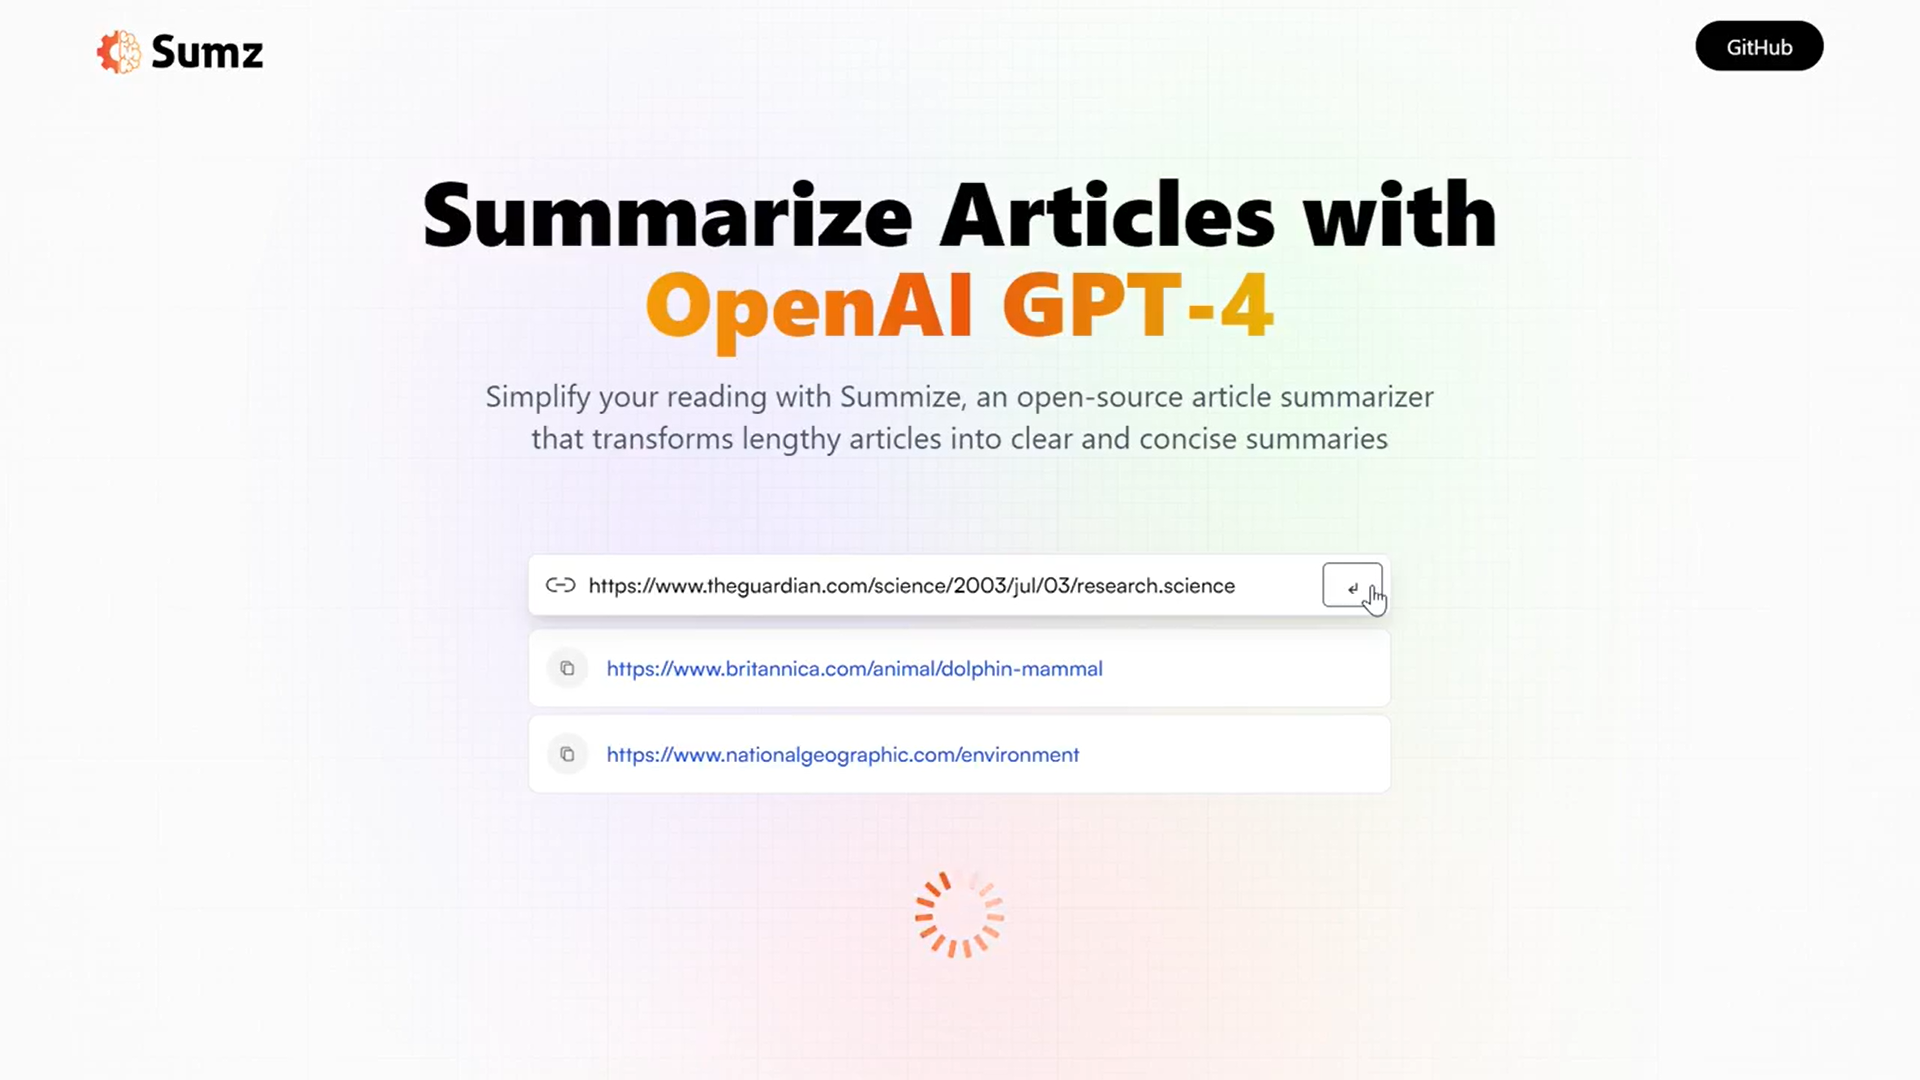 Sumz
GitHub
Summarize Articles with
OpenAI GPT-4
Simplify your reading with Summize, an open-source article summarizer
that transforms lengthy articles into clear and concise summaries
https://www.theguardian.com/science/2003/jul/03/research.science
https://www.britannica.com/animal/dolphin-mammal
https://www.nationalgeographic.com/environment